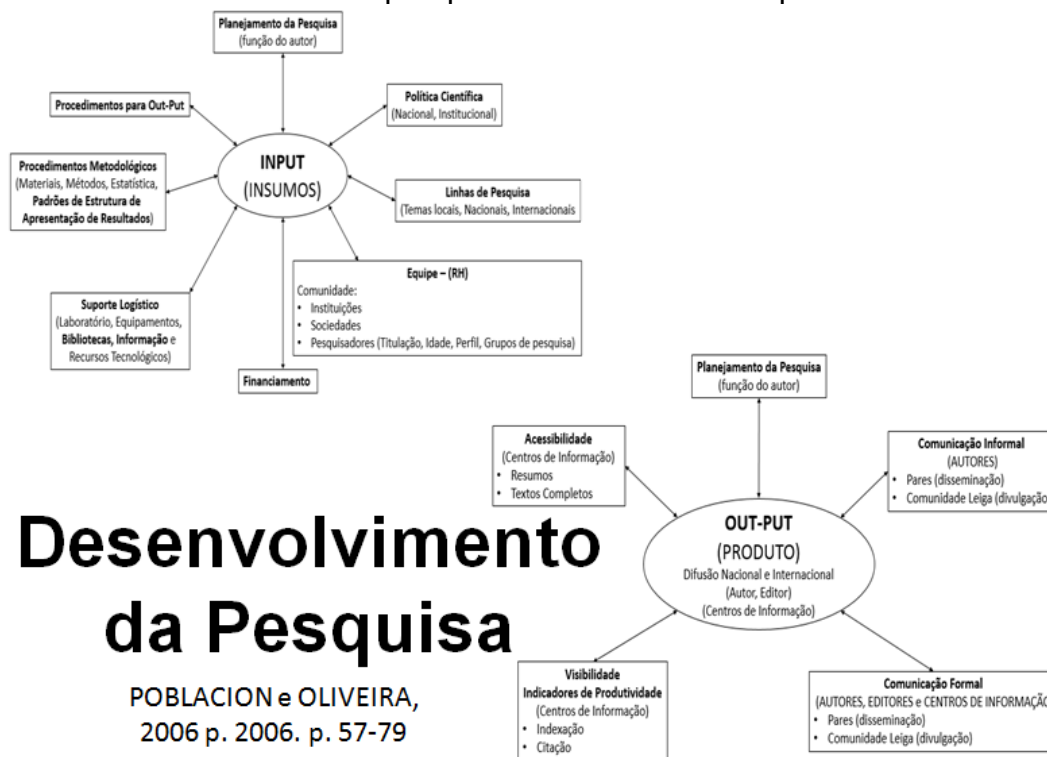 Planejamento da Pesquisa
(função do autor)
Procedimentos para Out-Put
Política Científica
(Nacional, Institucional)
INPUT
(INSUMOS)
Procedimentos Metodológicos
(Materiais, Métodos, Estatística,
Padrões de Estrutura de
Apresentação de Resultados)
Linhas de Pesquisa
(Temas locais, Nacionais, Internacionais
Suporte Logístico
(Laboratório, Equipamentos,
Bibliotecas, Informação e
Recursos Tecnológicos)
Equipe – (RH)
Comunidade:
• Instituições
• Sociedades
• Pesquisadores (Titulação, Idade, Perfil, Grupos de pesquisa)
Financiamento
Planejamento da Pesquisa
(função do autor)
Acessibilidade
(Centros de Informação)
• Resumos
• Textos Completos
Comunicação Informal
(AUTORES)
• Pares (disseminação)
• Comunidade Leiga (divulgação
OUT-PUT
(PRODUTO)
Difusão Nacional e Internacional
(Autor, Editor)
(Centros de Informação)
Desenvolvimento
da Pesquisa
POBLACION e OLIVEIRA,
2006 p. 2006. p. 57-79
Visibilidade
Indicadores de Produtividade
(Centros de Informação)
• Indexação
• Citação
Comunicação Formal
(AUTORES, EDITORES e CENTROS DE INFORMAÇÃO
• Pares (disseminação)
• Comunidade Leiga (divulgação)